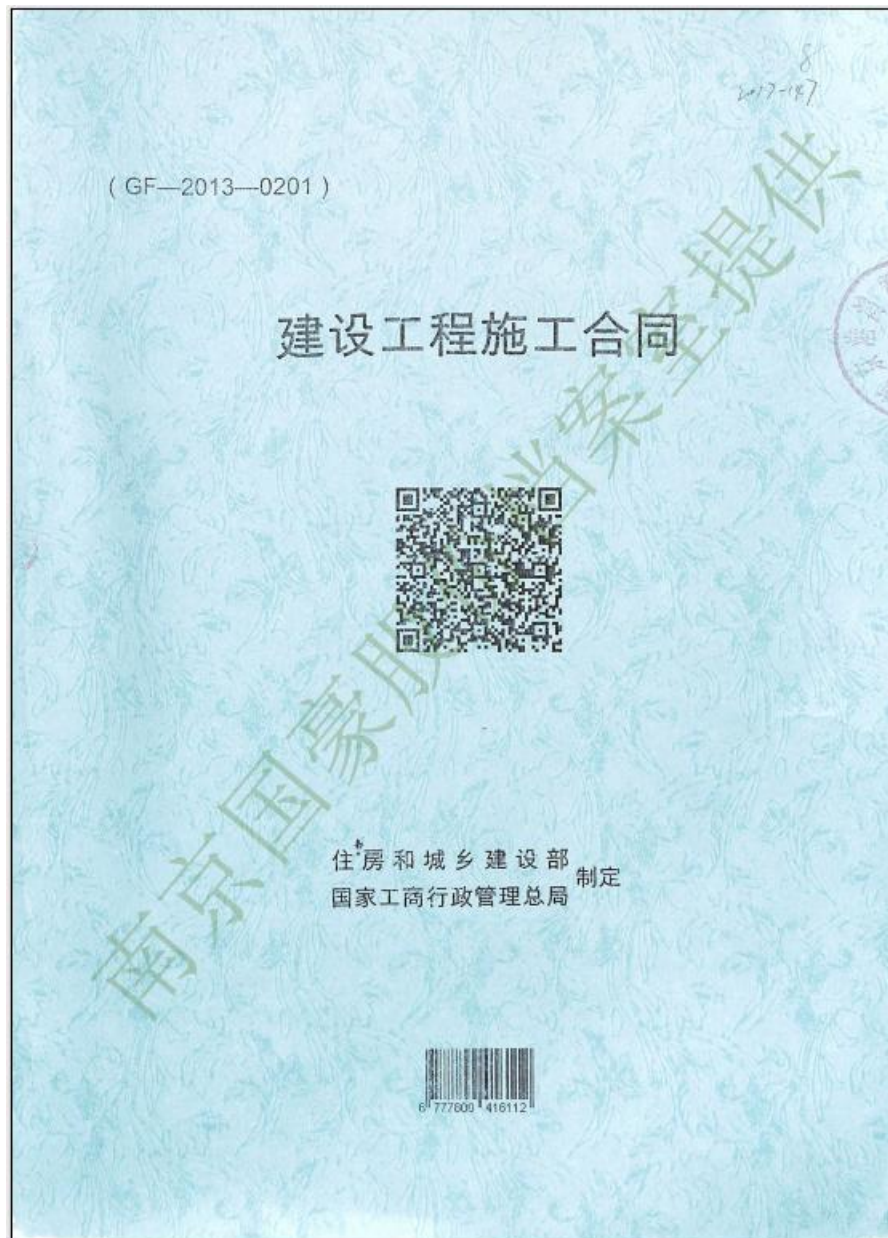 8
2017-147
（GF—2013—0201）
建设工程施工合同
住房和城乡建设部
国家工商行政管理总局
制定
南京国豪股 档案室提供
6 777600 416112